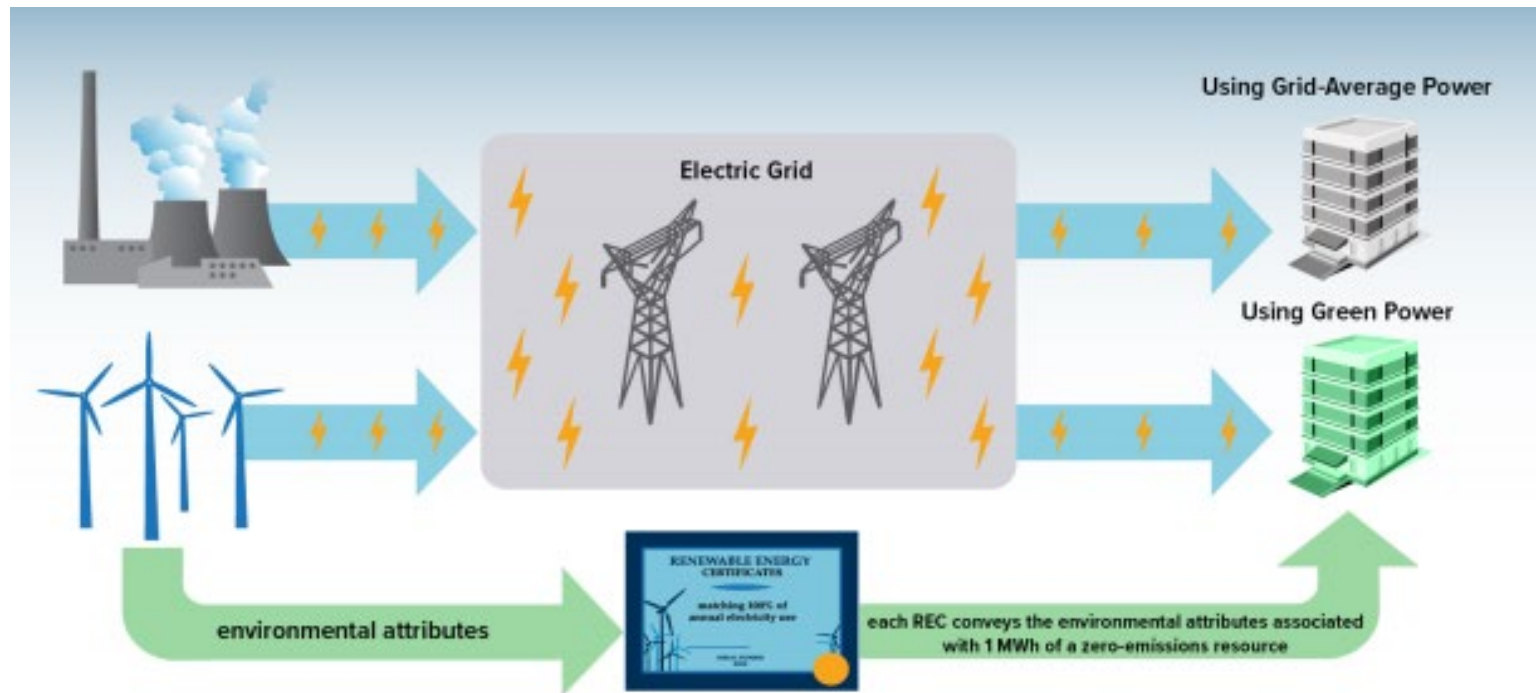 Using Grid-Average Power
Electric Grid
Using Green Power
RENEWABLE ENERGY
CERTIFICATES
matching 100% of
annual electricity use
environmental attributes
each REC conveys the environmental attributes associated
with 1 MWh of a zero-emissions resource